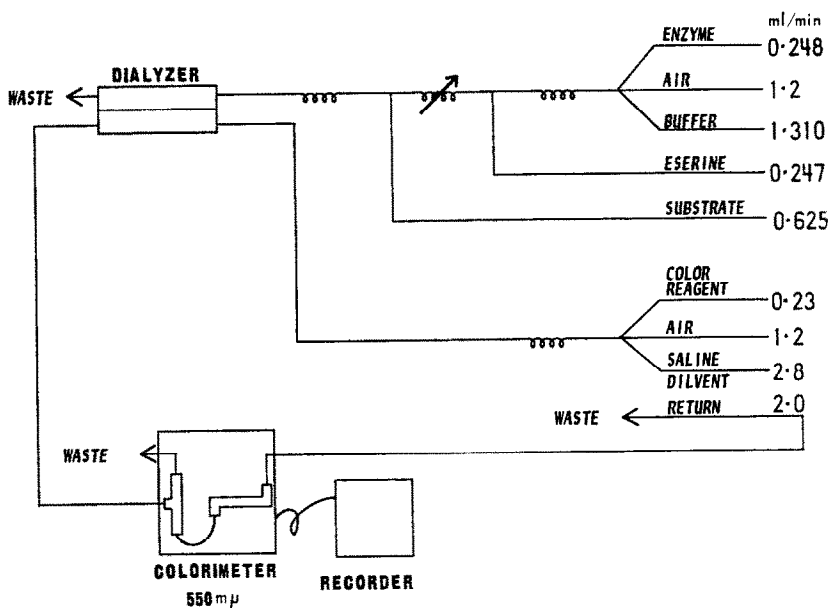 ml/min
ENZYME 0·248
DIALYZER
WASTE
AIR 1·2
BUFFER 1·310
ESERINE 0·247
SUBSTRATE 0·625
COLOR
REAGENT 0·23
AIR 1·2
SALINE 2·8
DILVENT
RETURN 2·0
WASTE
WASTE
COLORIMETER
550 mμ
RECORDER